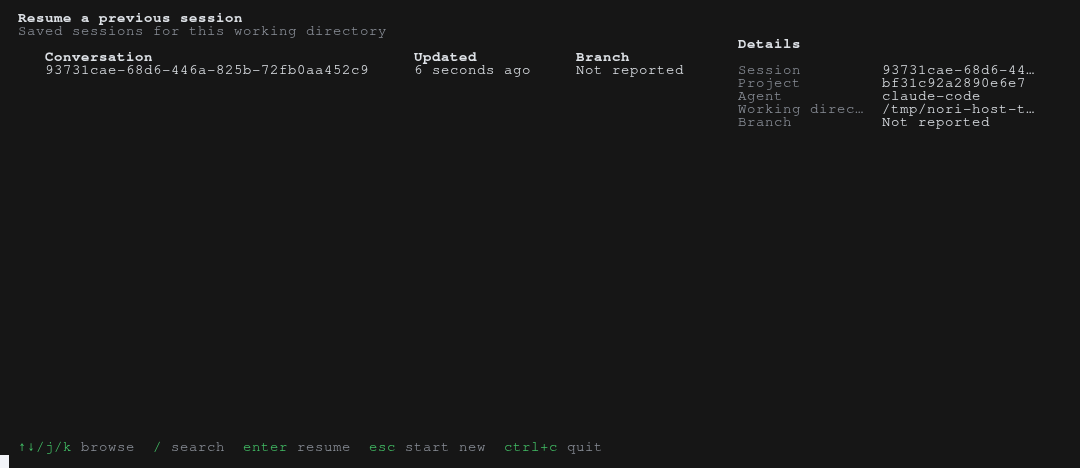 Resume a previous session
Saved sessions for this working directory
Conversation Updated Branch
93731cae-68d6-446a-825b-72fb0aa452c9 6 seconds ago Not reported
Details
Session 93731cae-68d6-44…
Project bf31c92a2890e6e7
Agent claude-code
Working direc… /tmp/nori-host-t…
Branch Not reported
↑↓/j/k browse / search enter resume esc start new ctrl+c quit